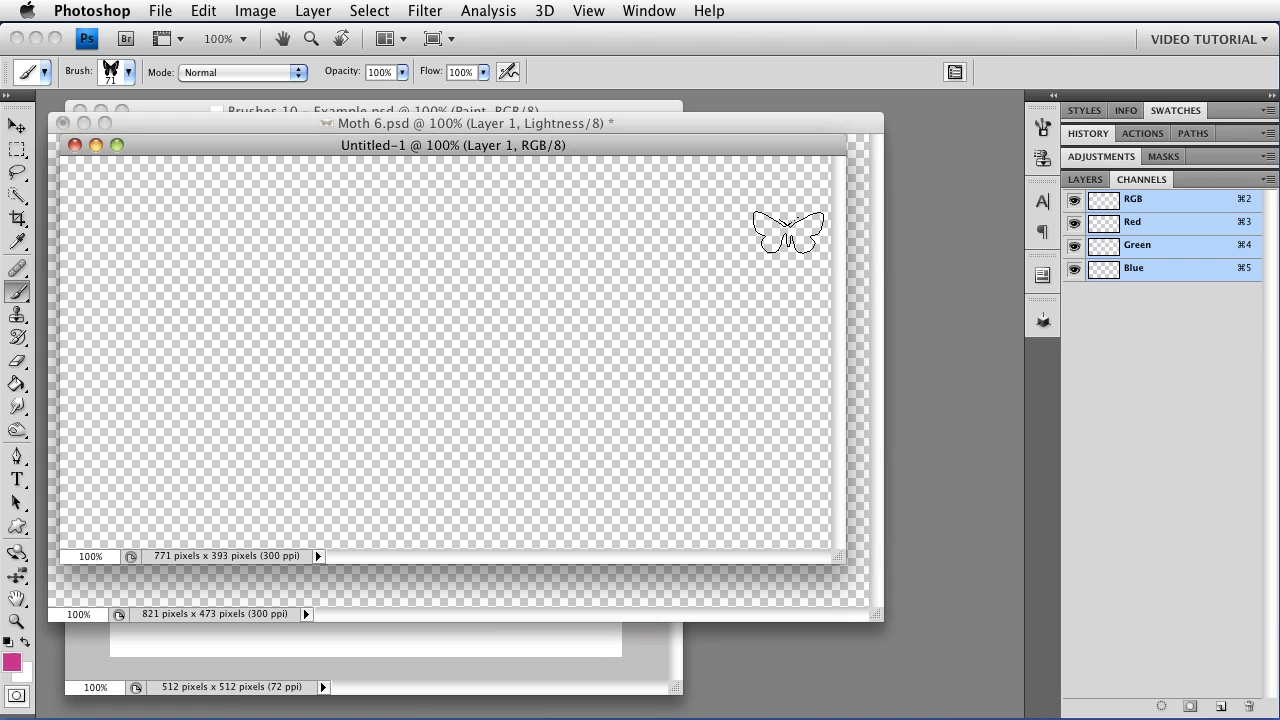 Photoshop File Edit Image Layer Select Filter Analysis 3D View Window Help
Ps Br 100% VIDEO TUTORIAL
Brush: 71 Mode: Normal Opacity: 100% Flow: 100%
Brushes 10 - Example.psd @ 100% (Paint, RGB/8)
Moth 6.psd @ 100% (Layer 1, Lightness/8) *
Untitled-1 @ 100% (Layer 1, RGB/8)
STYLES INFO SWATCHES
HISTORY ACTIONS PATHS
ADJUSTMENTS MASKS
LAYERS CHANNELS
RGB ⌘2
Red ⌘3
Green ⌘4
Blue ⌘5
100% 771 pixels x 393 pixels (300 ppi)
100% 821 pixels x 473 pixels (300 ppi)
100% 512 pixels x 512 pixels (72 ppi)